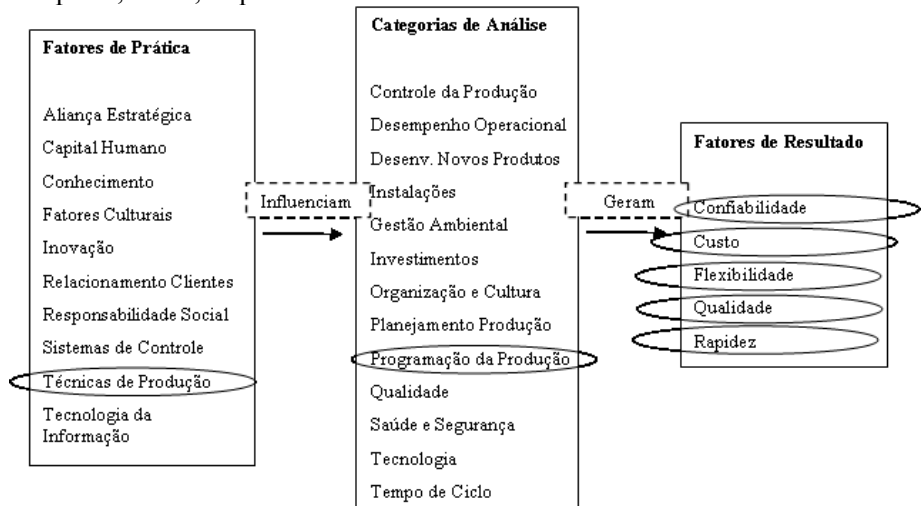 Fatores de Prática
Aliança Estratégica
Capital Humano
Conhecimento
Fatores Culturais
Inovação
Relacionamento Clientes
Responsabilidade Social
Sistemas de Controle
Técnicas de Produção
Tecnologia da
Informação
Influenciam
Categorias de Análise
Controle da Produção
Desempenho Operacional
Desenv. Novos Produtos
Instalações
Gestão Ambiental
Investimentos
Organização e Cultura
Planejamento Produção
Programação da Produção
Qualidade
Saúde e Segurança
Tecnologia
Tempo de Ciclo
Geram
Fatores de Resultado
Confiabilidade
Custo
Flexibilidade
Qualidade
Rapidez